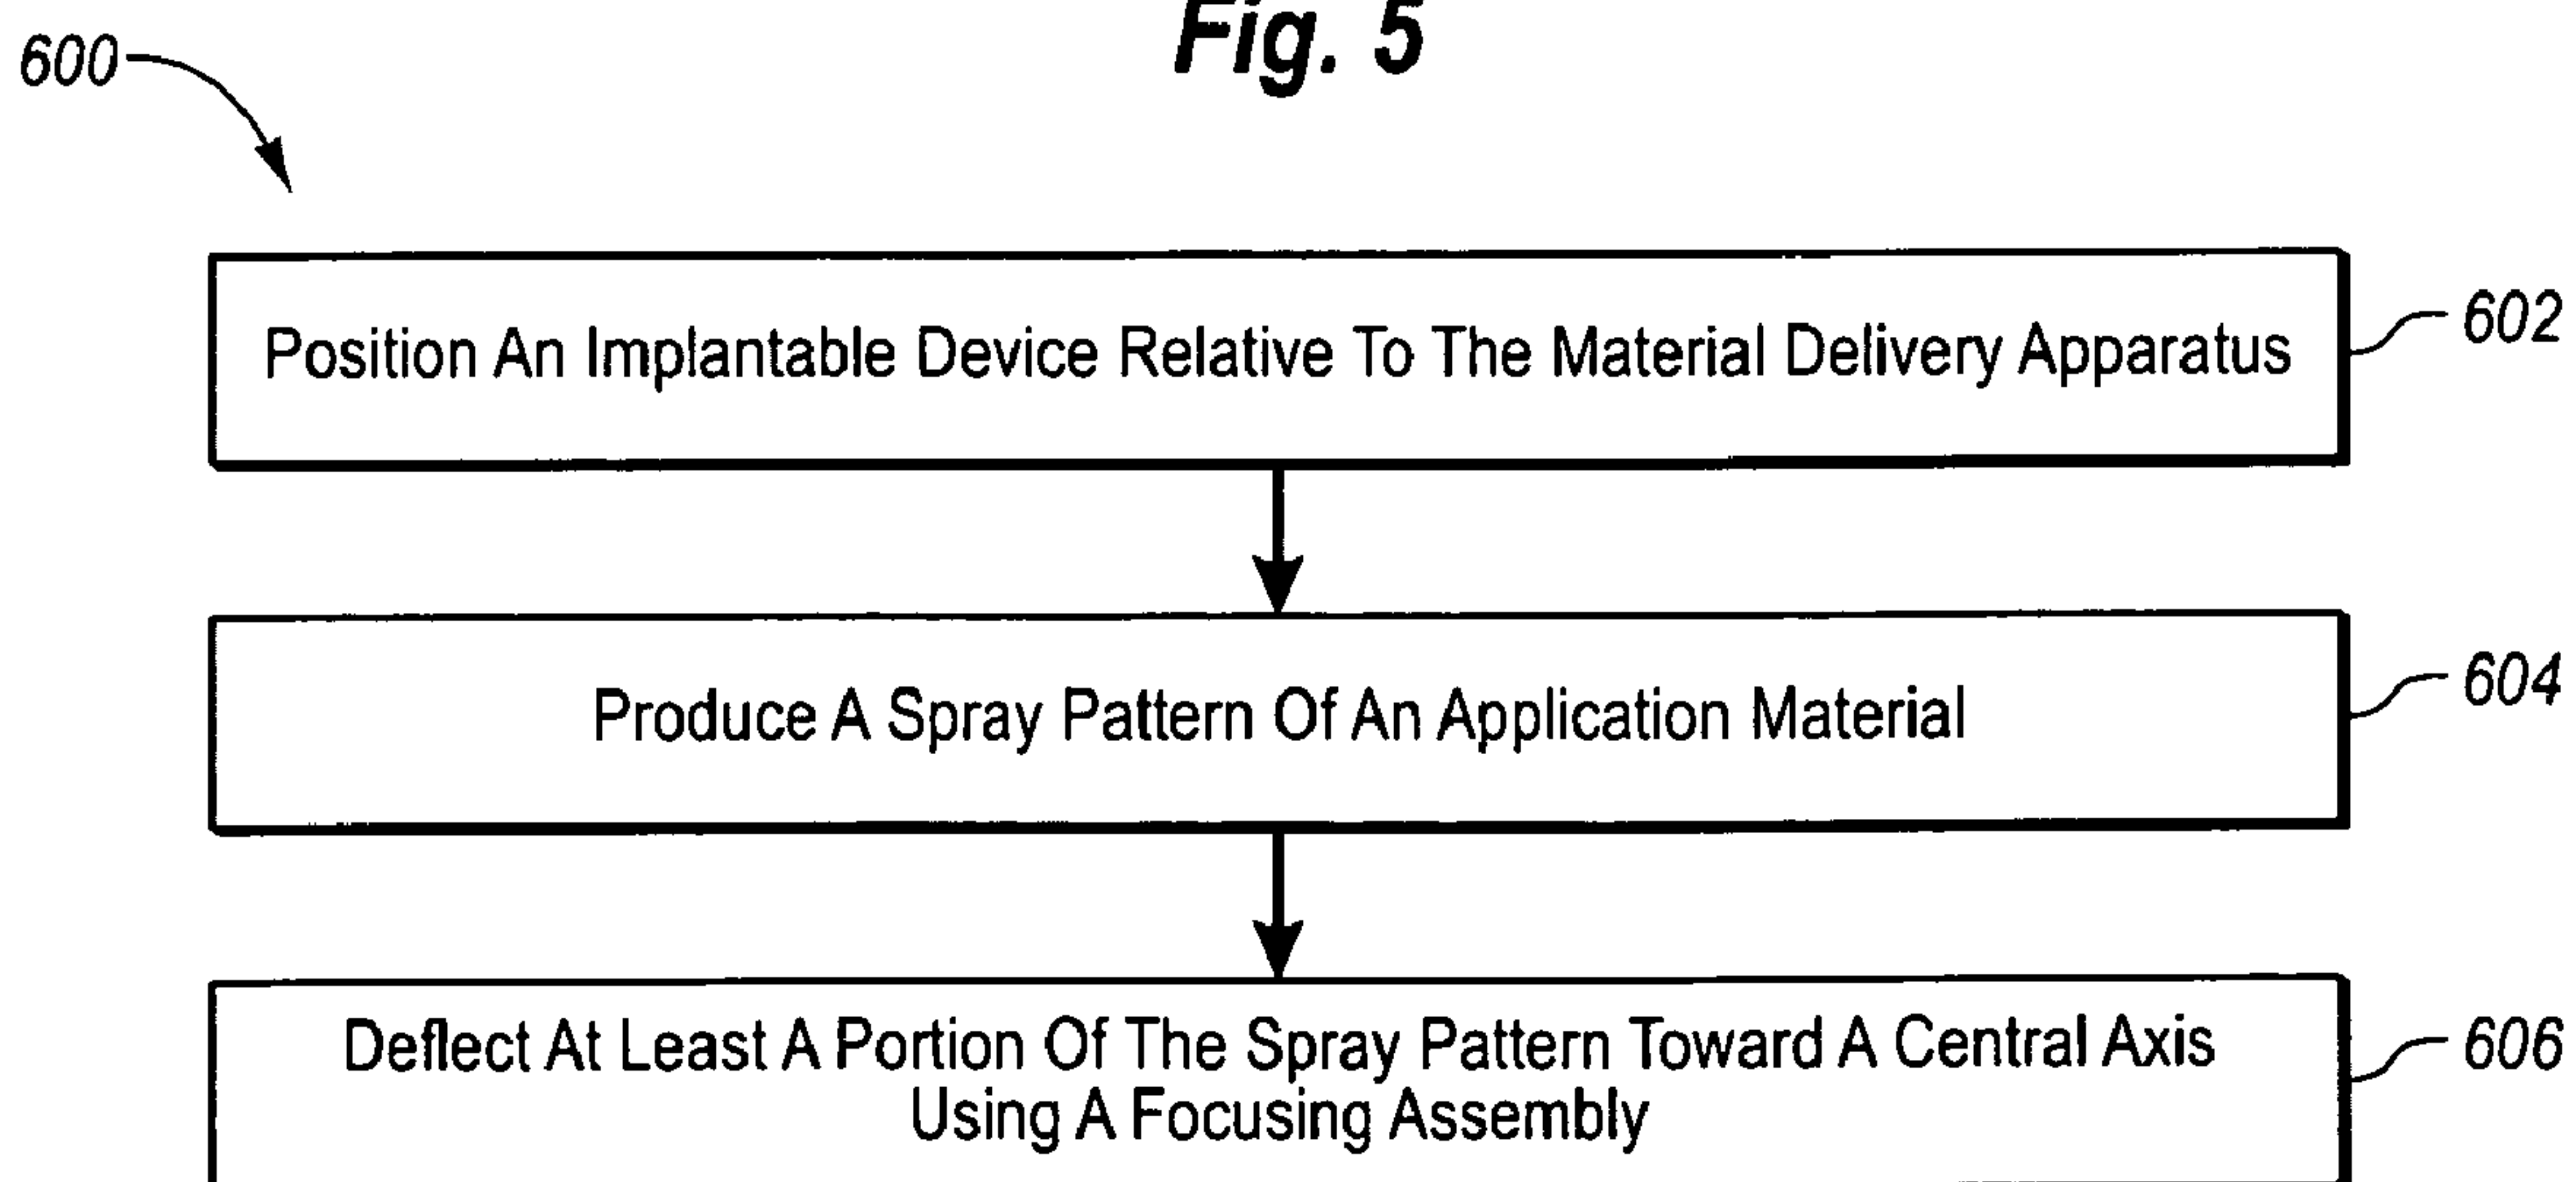 Fig. 5
600
Position An Implantable Device Relative To The Material Delivery Apparatus
602
Produce A Spray Pattern Of An Application Material
604
Deflect At Least A Portion Of The Spray Pattern Toward A Central Axis
Using A Focusing Assembly
606